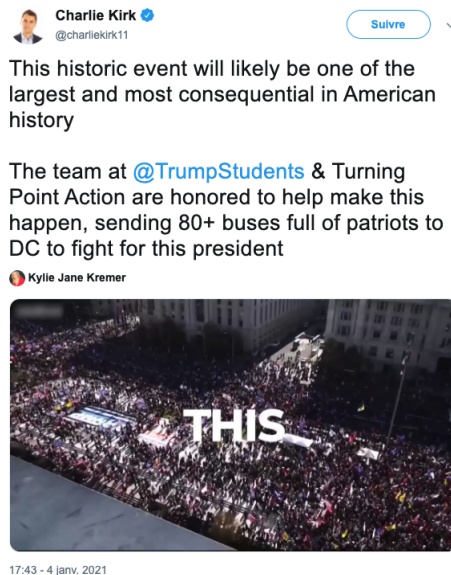 Charlie Kirk
@charliekirk11
Suivre
This historic event will likely be one of the
largest and most consequential in American
history
The team at @TrumpStudents & Turning
Point Action are honored to help make this
happen, sending 80+ buses full of patriots to
DC to fight for this president
Kylie Jane Kremer
THIS
17:43 - 4 janv. 2021